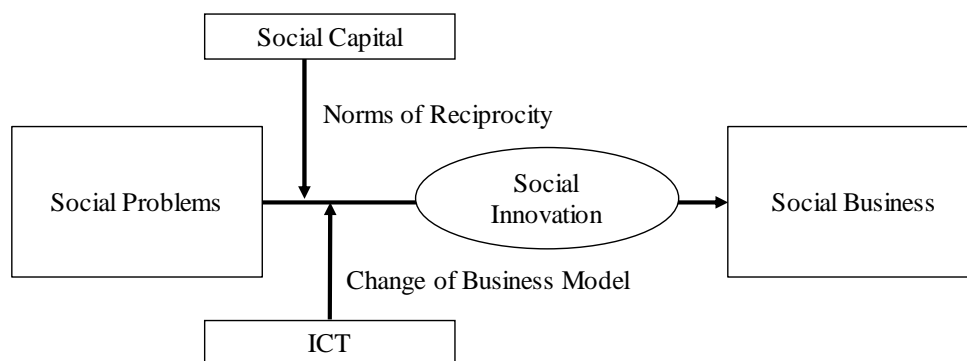 Social Capital
Norms of Reciprocity
Social Problems
Social
Innovation
Social Business
Change of Business Model
ICT